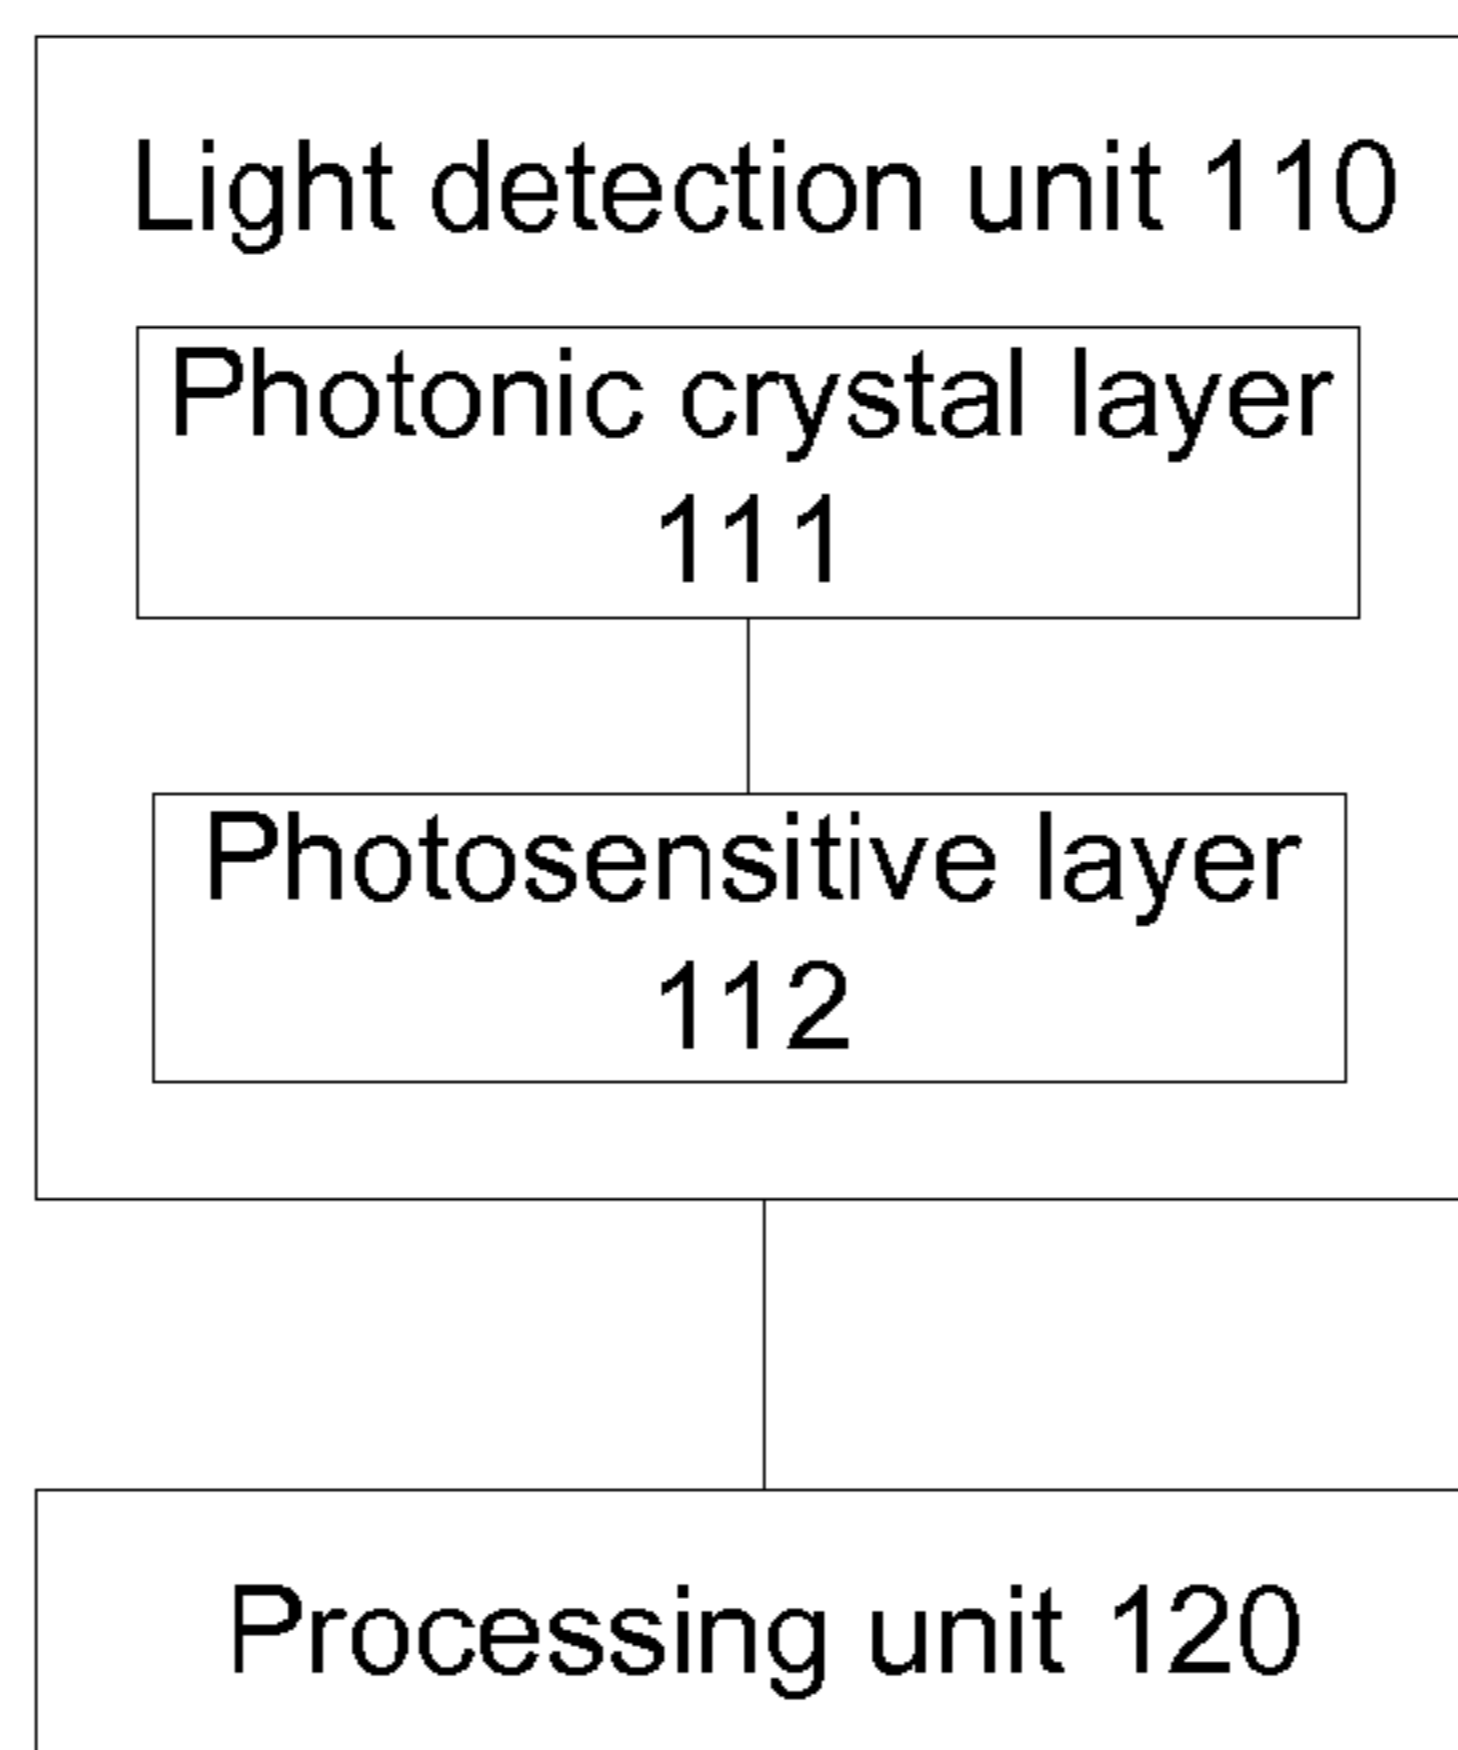 Light detection unit 110
Photonic crystal layer
111
Photosensitive layer
112
Processing unit 120